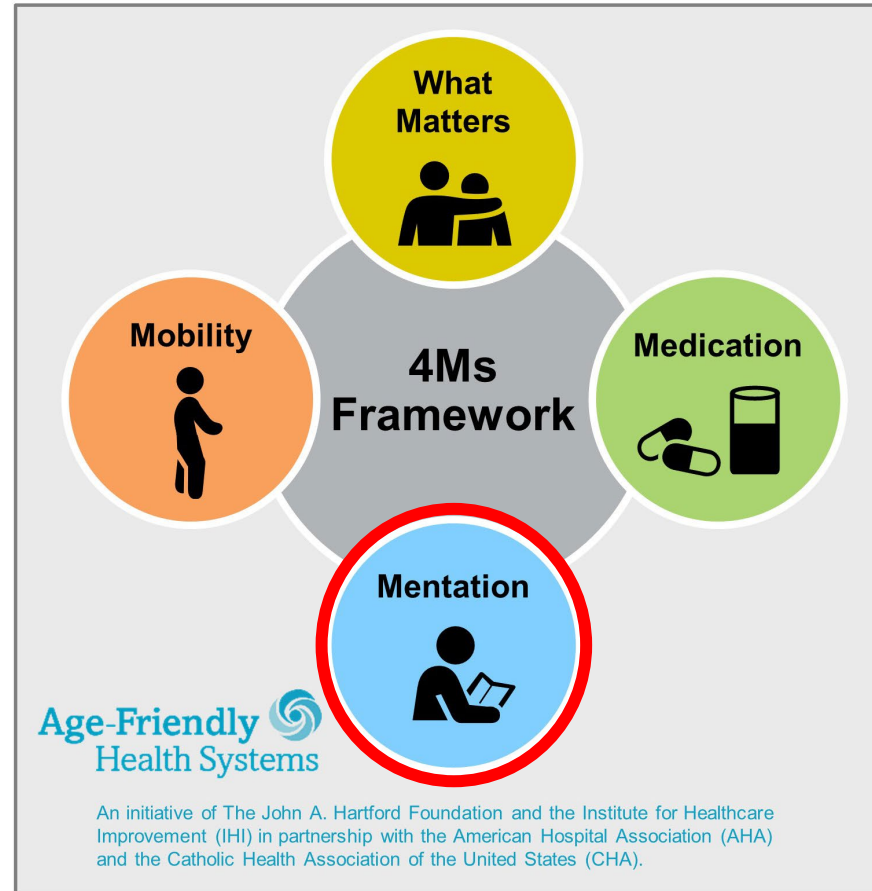 What
Matters
Mobility
4Ms
Framework
Medication
Mentation
Age-Friendly
Health Systems
An initiative of The John A. Hartford Foundation and the Institute for Healthcare
Improvement (IHI) in partnership with the American Hospital Association (AHA)
and the Catholic Health Association of the United States (CHA).